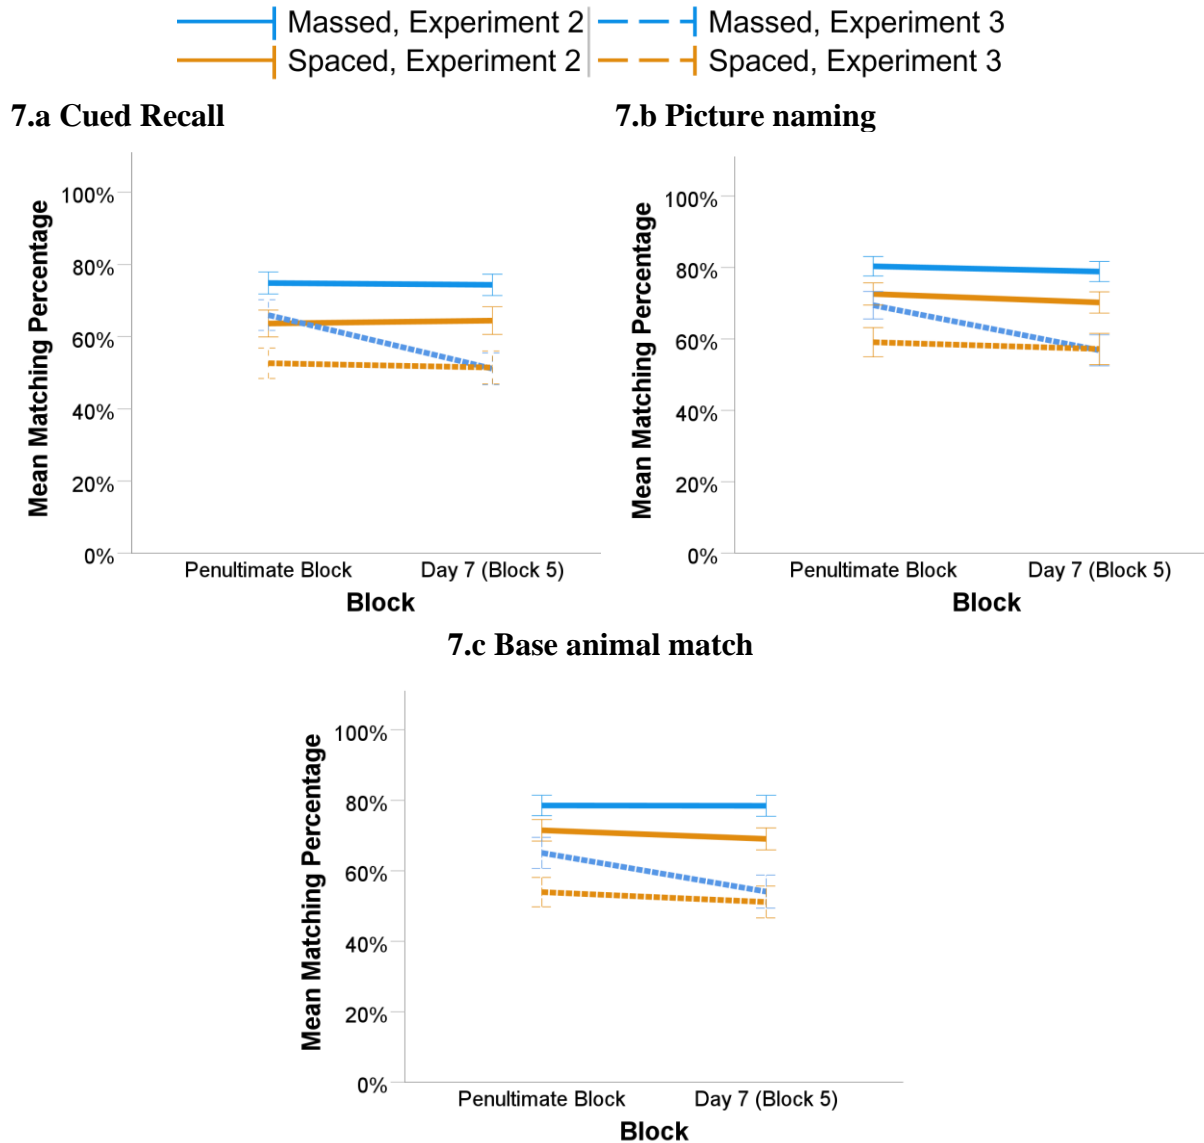 Massed, Experiment 2
Massed, Experiment 3
Spaced, Experiment 2
Spaced, Experiment 3
7.a Cued Recall
Mean Matching Percentage
100%
80%
60%
40%
20%
0%
Penultimate Block
Day 7 (Block 5)
Block
7.b Picture naming
Mean Matching Percentage
100%
80%
60%
40%
20%
0%
Penultimate Block
Day 7 (Block 5)
Block
7.c Base animal match
Mean Matching Percentage
100%
80%
60%
40%
20%
0%
Penultimate Block
Day 7 (Block 5)
Block